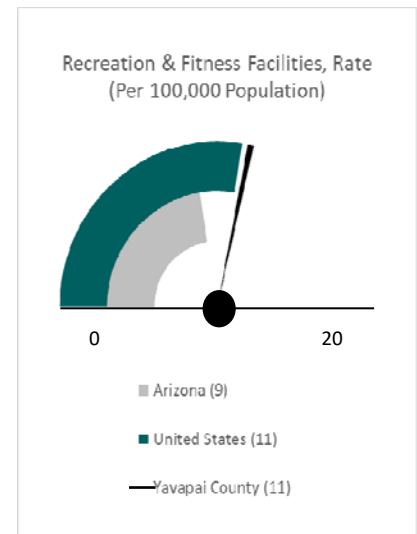 Recreation & Fitness Facilities, Rate
(Per 100,000 Population)
0 20
Arizona (9)
United States (11)
Yavapai County (11)